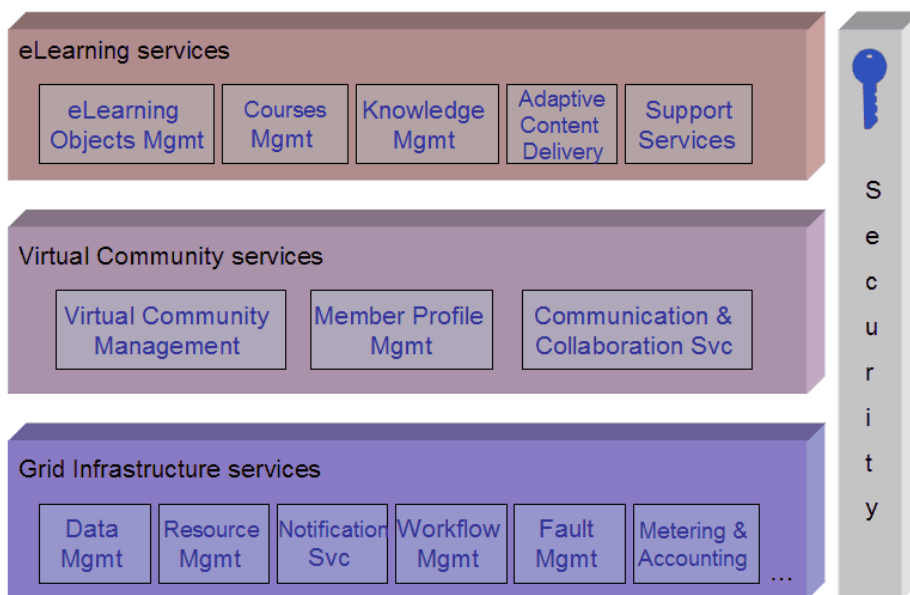 eLearning services
eLearning
Objects Mgmt
Courses
Mgmt
Knowledge
Mgmt
Adaptive
Content
Delivery
Support
Services
Virtual Community services
Virtual Community
Management
Member Profile
Mgmt
Communication &
Collaboration Svc
Grid Infrastructure services
Data
Mgmt
Resource
Mgmt
Notification
Svc
Workflow
Mgmt
Fault
Mgmt
Metering &
Accounting
...
Security